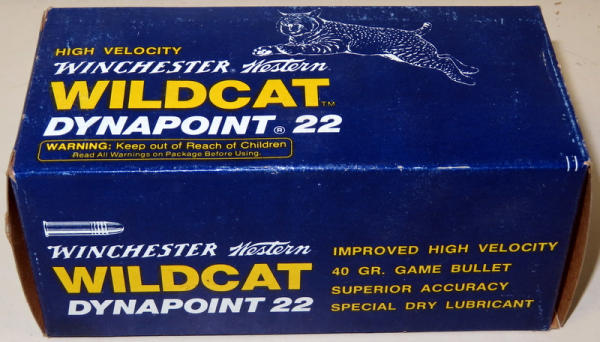 HIGH VELOCITY
WINCHESTER Western
WILDCAT™
DYNAPOINT® 22
WARNING: Keep out of Reach of Children
Read All Warnings on Package Before Using.
WINCHESTER Western
WILDCAT
DYNAPOINT 22
IMPROVED HIGH VELOCITY
40 GR. GAME BULLET
SUPERIOR ACCURACY
SPECIAL DRY LUBRICANT